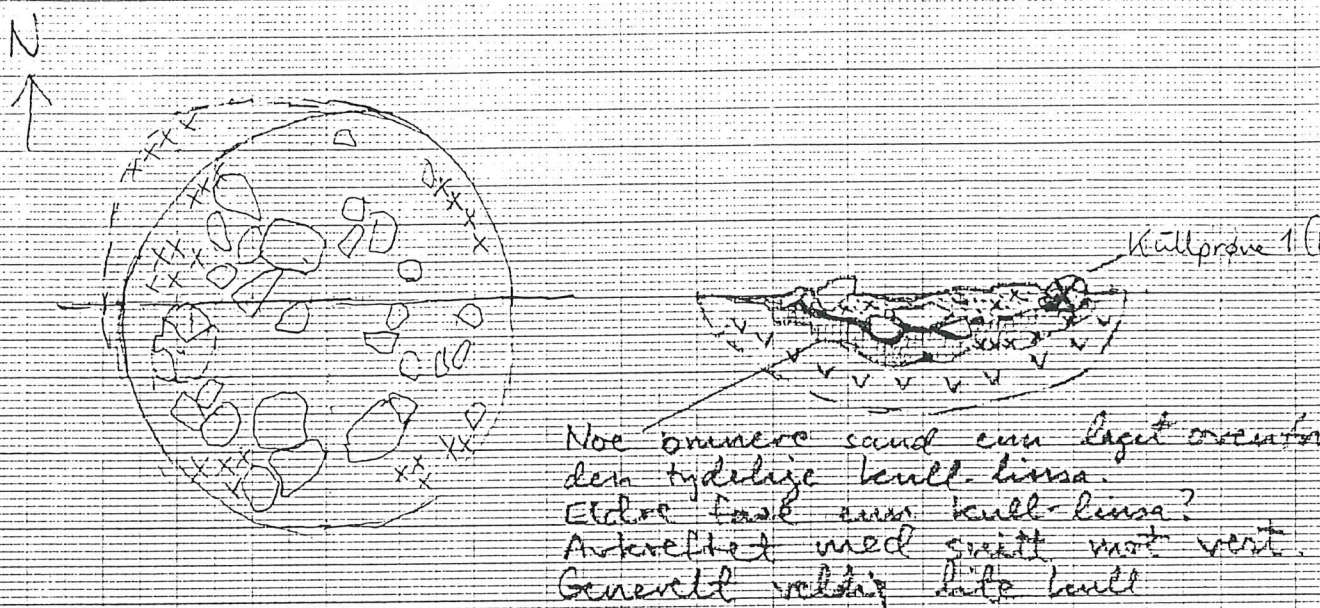 N
Kullprøve 1 (
Noe brunere sand enn laget ovenfor
den tydelige kull-linsa.
Eldre fase enn kull-linsa?
Avkreftet med snitt mot vest.
Generelt veldig lite kull